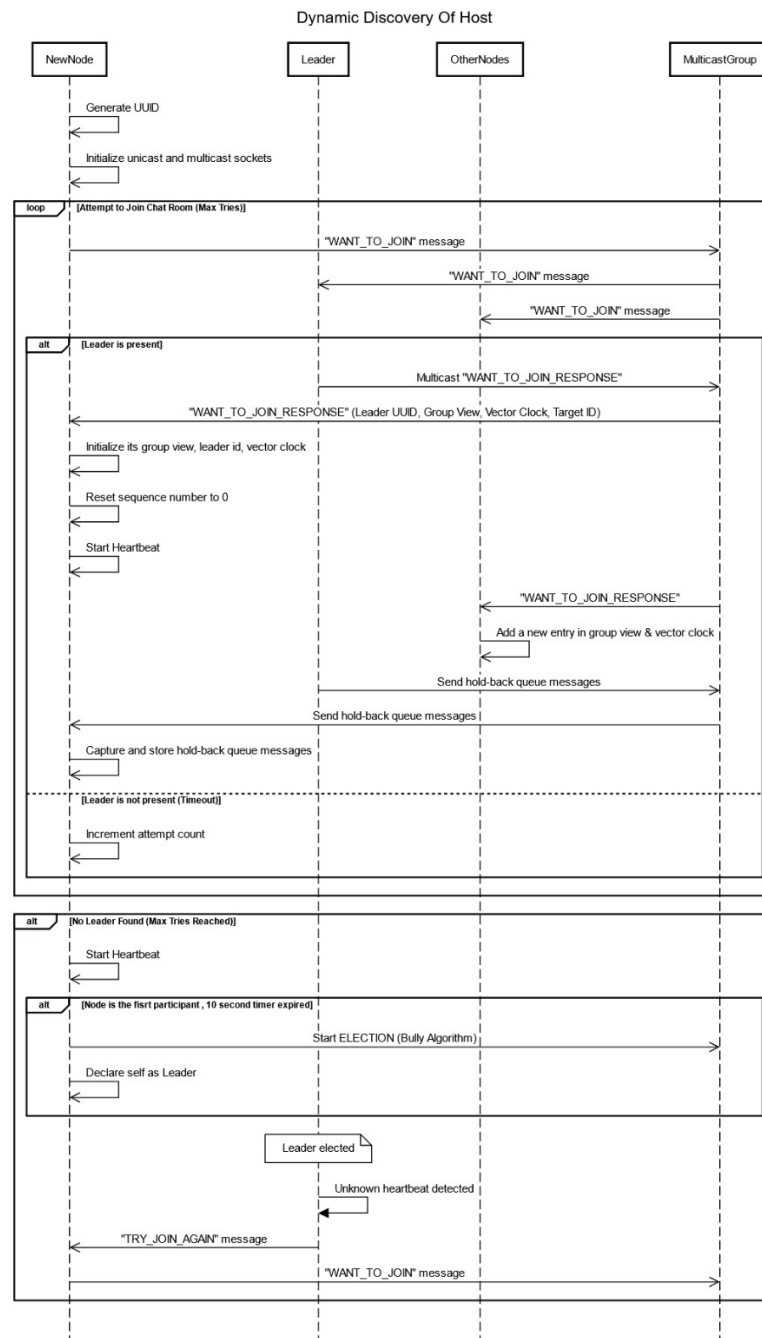 Dynamic Discovery Of Host
NewNode
Leader
OtherNodes
MulticastGroup
Generate UUID
Initialize unicast and multicast sockets
loop
[Attempt to Join Chat Room (Max Tries)]
"WANT_TO_JOIN" message
"WANT_TO_JOIN" message
"WANT_TO_JOIN" message
alt
[Leader is present]
Multicast "WANT_TO_JOIN_RESPONSE"
"WANT_TO_JOIN_RESPONSE" (Leader UUID, Group View, Vector Clock, Target ID)
Initialize its group view, leader id, vector clock
Reset sequence number to 0
Start Heartbeat
"WANT_TO_JOIN_RESPONSE"
Add a new entry in group view & vector clock
Send hold-back queue messages
Send hold-back queue messages
Capture and store hold-back queue messages
[Leader is not present (Timeout)]
Increment attempt count
alt
[No Leader Found (Max Tries Reached)]
Start Heartbeat
alt
[Node is the fisrt participant , 10 second timer expired]
Start ELECTION (Bully Algorithm)
Declare self as Leader
Leader elected
Unknown heartbeat detected
"TRY_JOIN_AGAIN" message
"WANT_TO_JOIN" message